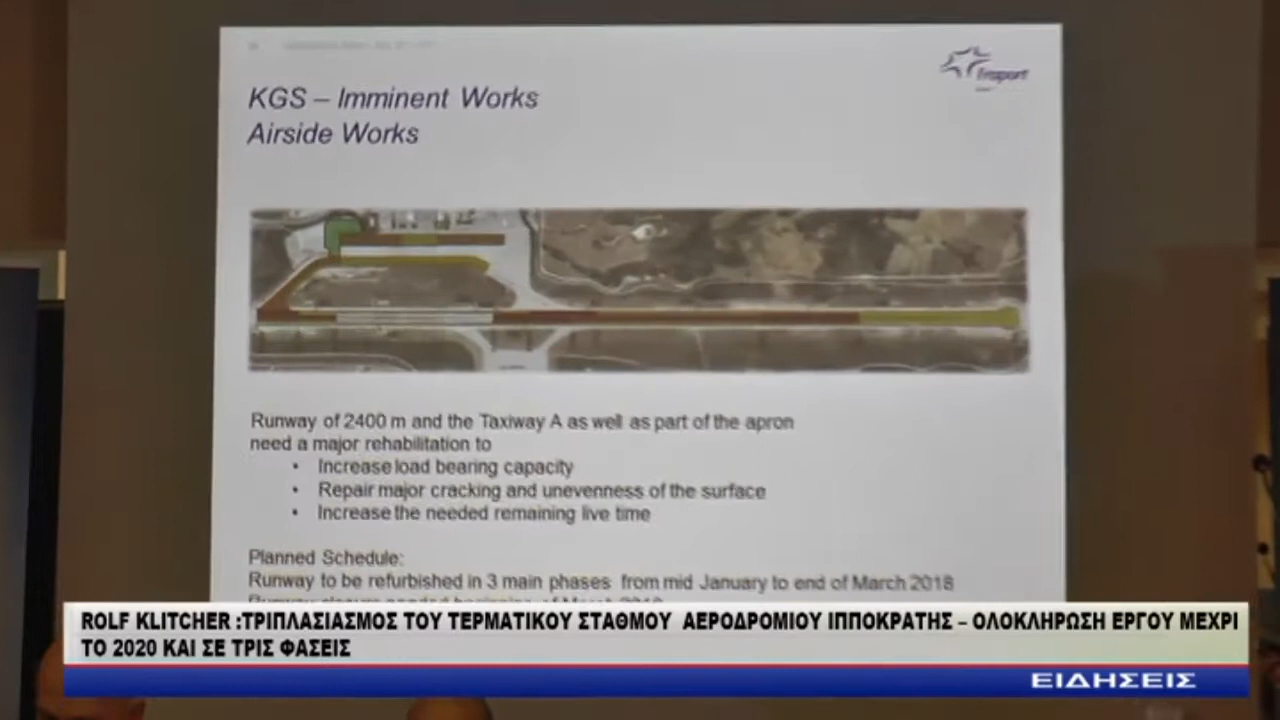 Fraport
KGS – Imminent Works
Airside Works
Runway of 2400 m and the Taxiway A as well as part of the apron
need a major rehabilitation to
• Increase load bearing capacity
• Repair major cracking and unevenness of the surface
• Increase the needed remaining live time
Planned Schedule:
Runway to be refurbished in 3 main phases from mid January to end of March 2018
ROLF KLITCHER :ΤΡΙΠΛΑΣΙΑΣΜΟΣ ΤΟΥ ΤΕΡΜΑΤΙΚΟΥ ΣΤΑΘΜΟΥ ΑΕΡΟΔΡΟΜΙΟΥ ΙΠΠΟΚΡΑΤΗΣ – ΟΛΟΚΛΗΡΩΣΗ ΕΡΓΟΥ ΜΕΧΡΙ
ΤΟ 2020 ΚΑΙ ΣΕ ΤΡΙΣ ΦΑΣΕΙΣ
ΕΙΔΗΣΕΙΣ